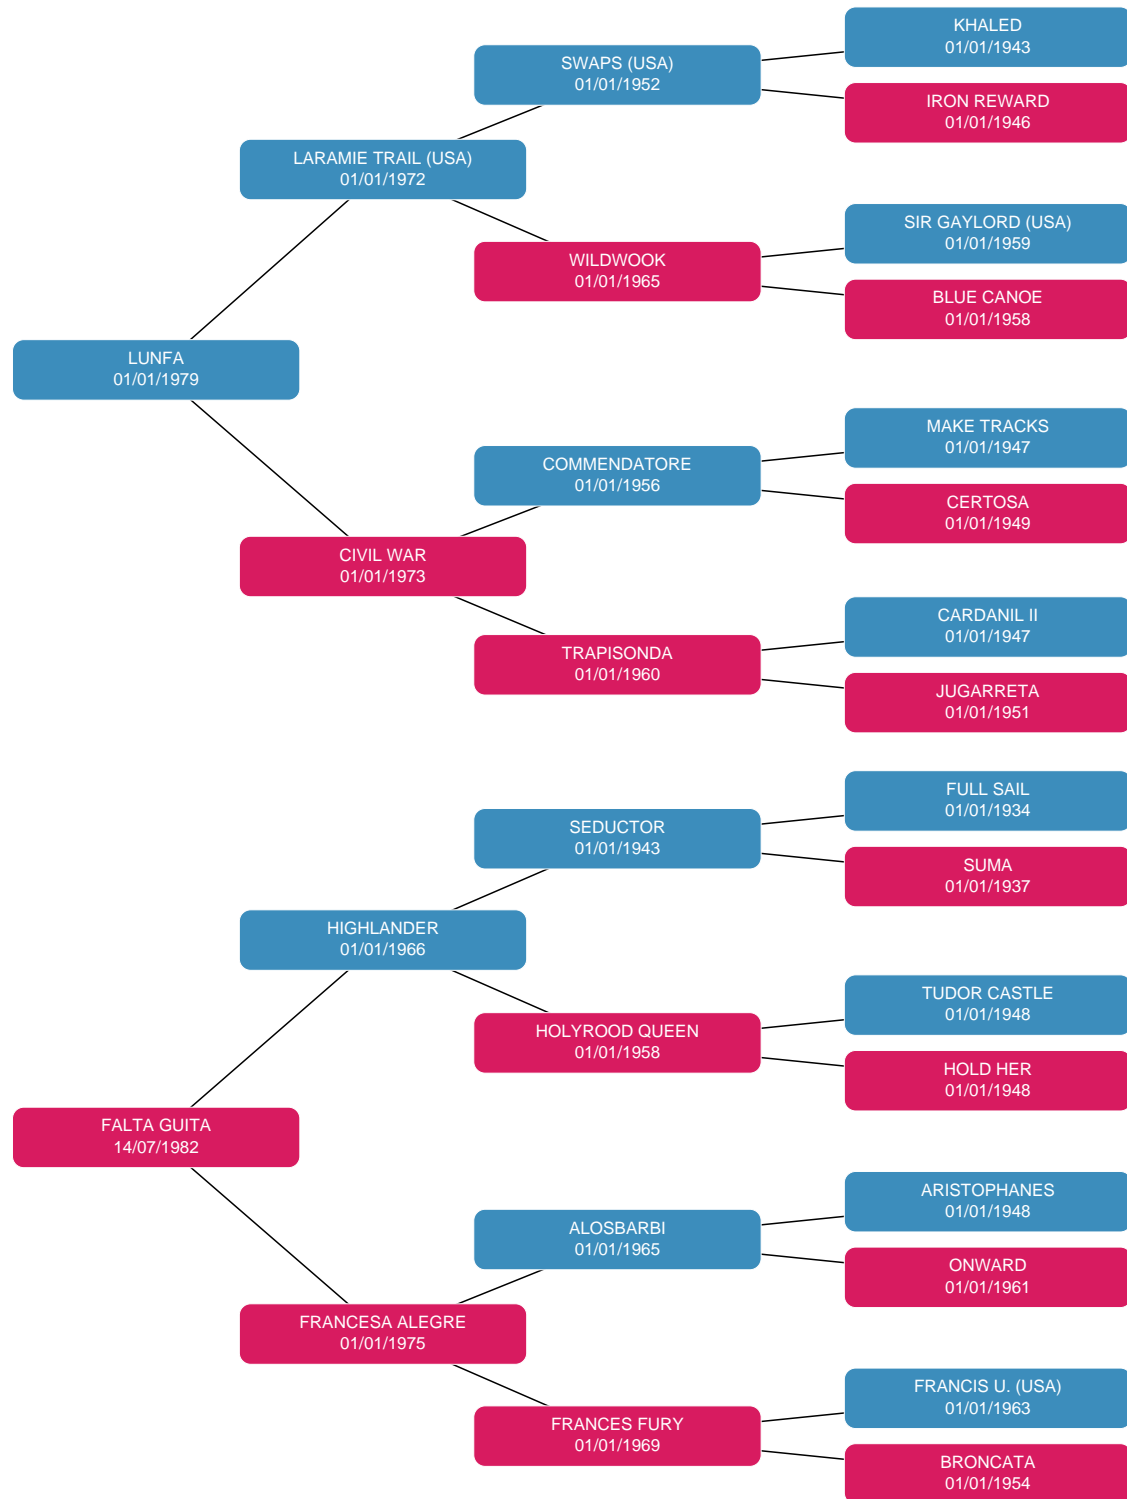 KHALED
01/01/1943
SWAPS (USA)
01/01/1952
IRON REWARD
01/01/1946
LARAMIE TRAIL (USA)
01/01/1972
SIR GAYLORD (USA)
01/01/1959
WILDWOOK
01/01/1965
BLUE CANOE
01/01/1958
LUNFA
01/01/1979
MAKE TRACKS
01/01/1947
COMMENDATORE
01/01/1956
CERTOSA
01/01/1949
CIVIL WAR
01/01/1973
CARDANIL II
01/01/1947
TRAPISONDA
01/01/1960
JUGARRETA
01/01/1951
FULL SAIL
01/01/1934
SEDUCTOR
01/01/1943
SUMA
01/01/1937
HIGHLANDER
01/01/1966
TUDOR CASTLE
01/01/1948
HOLYROOD QUEEN
01/01/1958
HOLD HER
01/01/1948
FALTA GUITA
14/07/1982
ARISTOPHANES
01/01/1948
ALOSBARBI
01/01/1965
ONWARD
01/01/1961
FRANCESA ALEGRE
01/01/1975
FRANCIS U. (USA)
01/01/1963
FRANCES FURY
01/01/1969
BRONCATA
01/01/1954